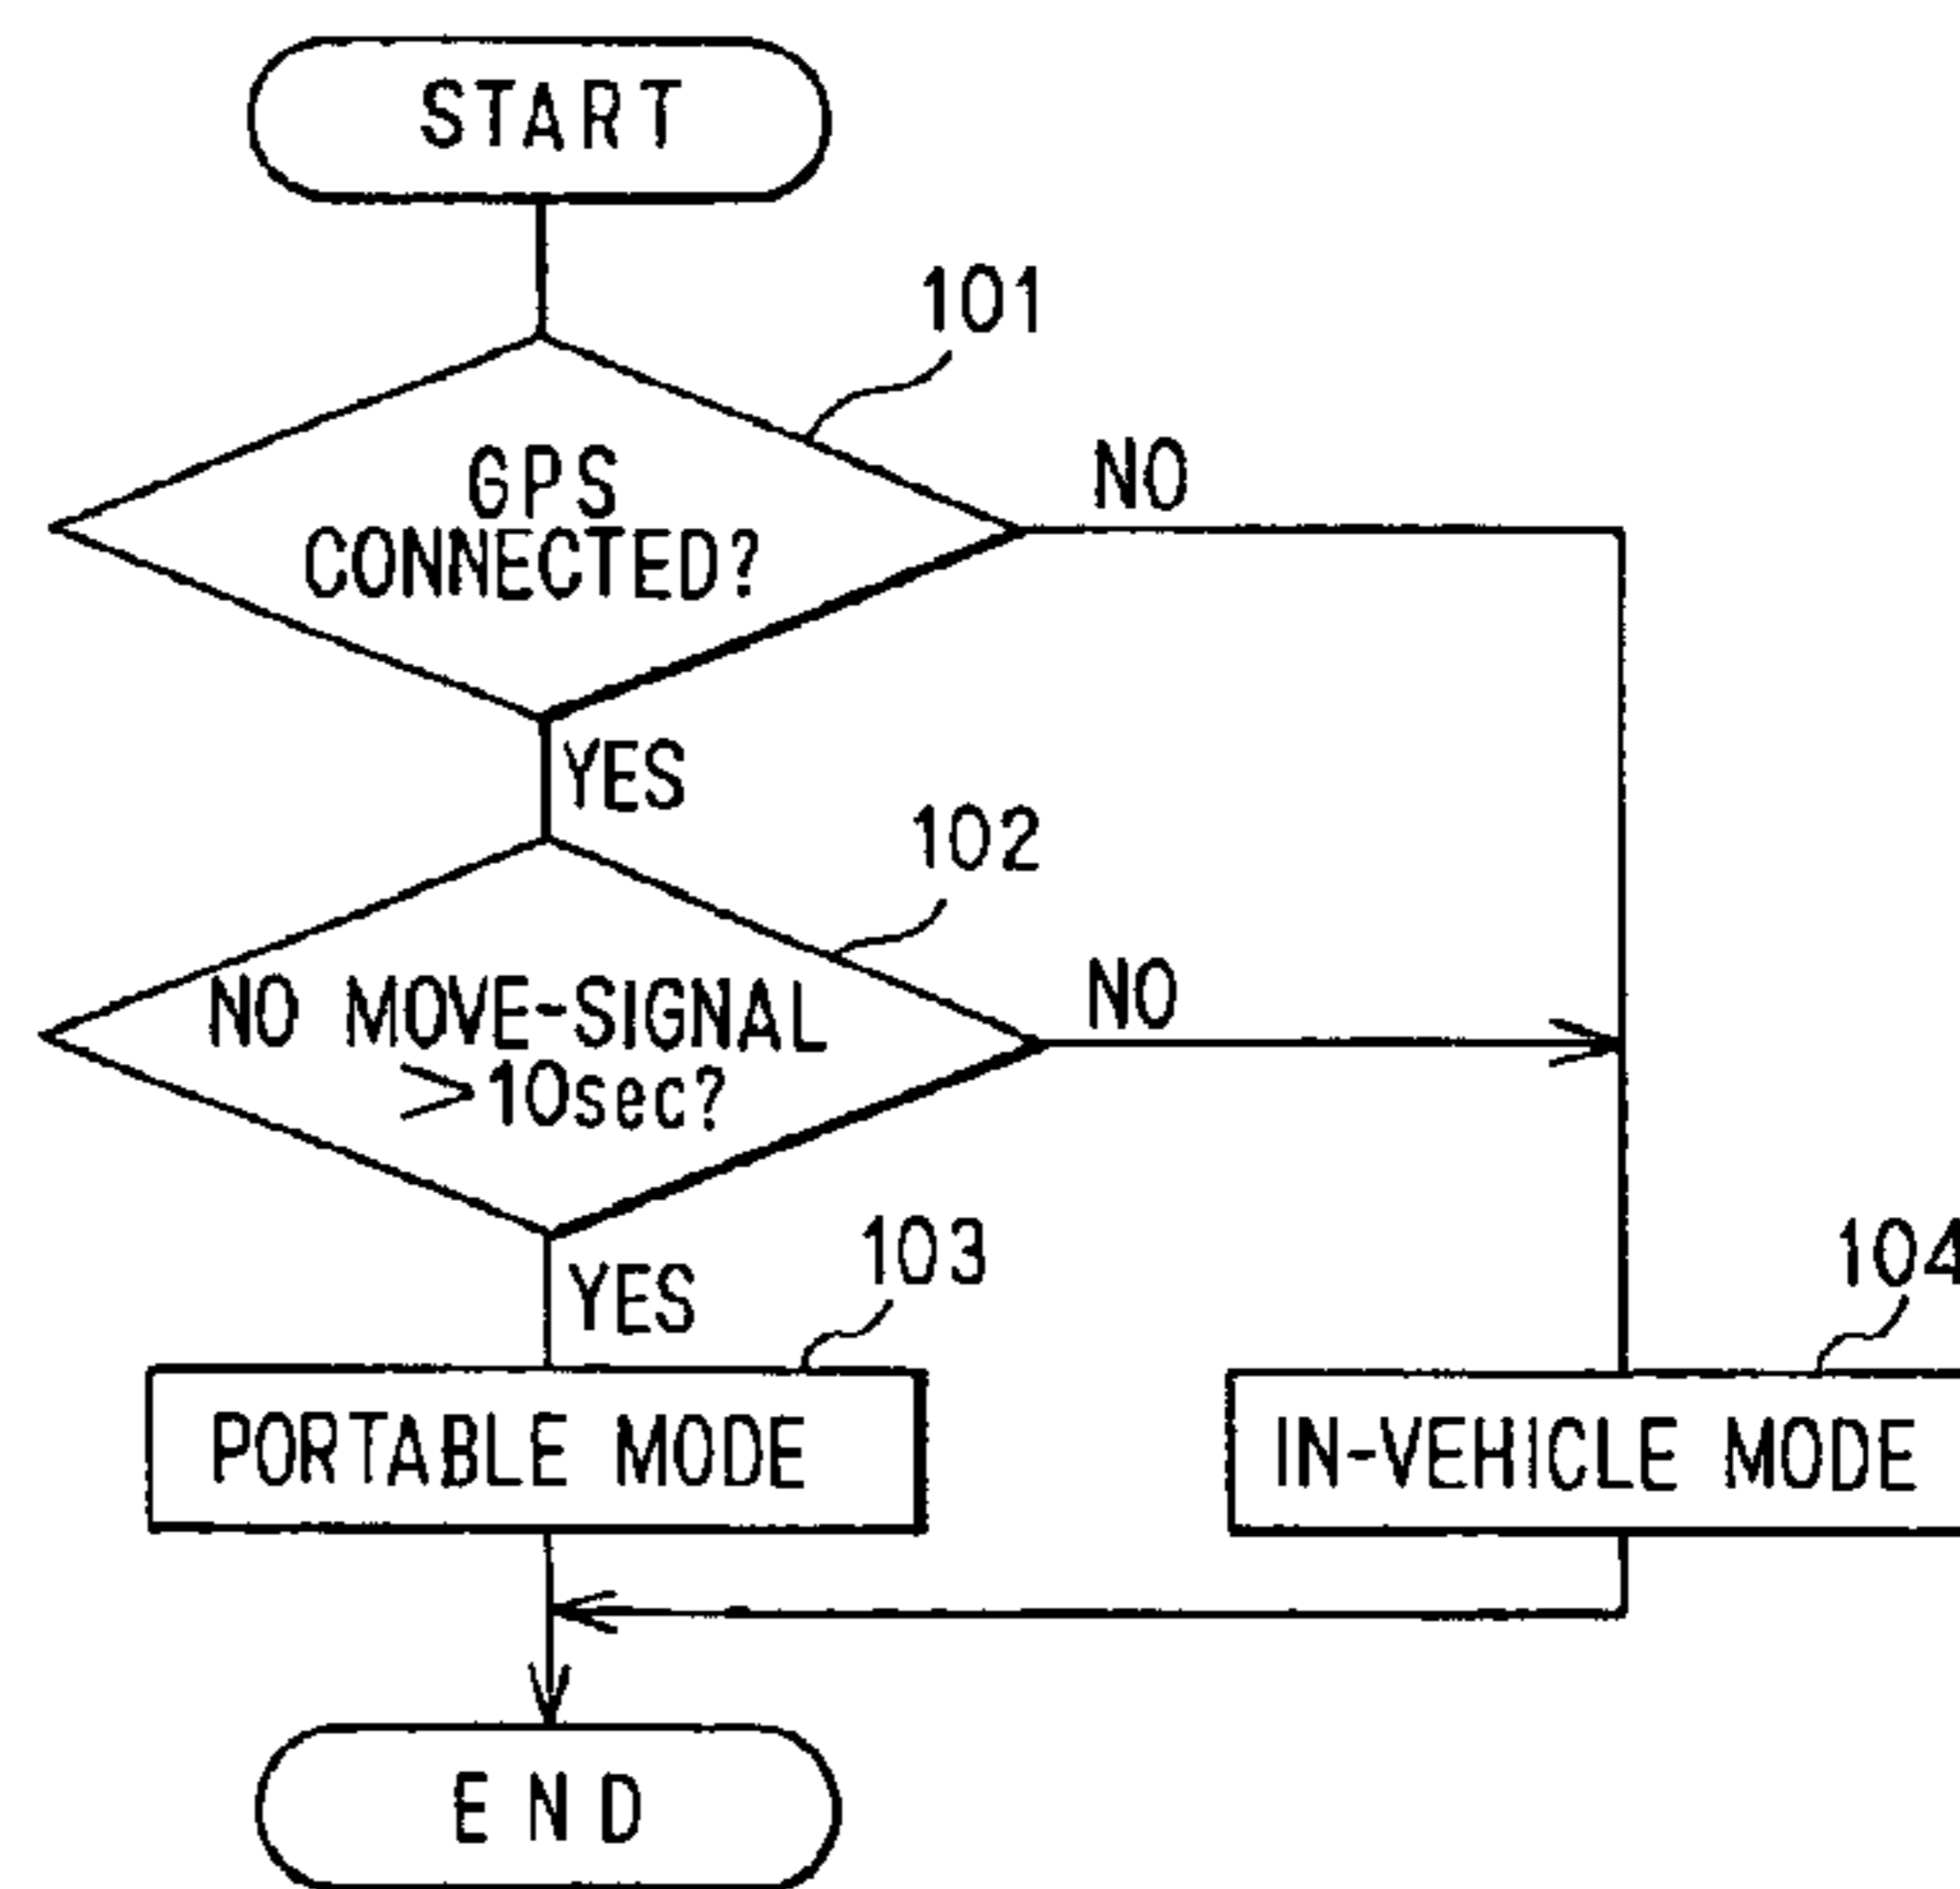 START
101
GPS
CONNECTED?
NO
YES
102
NO MOVE-SIGNAL
>10sec?
NO
YES
103
104
PORTABLE MODE
IN-VEHICLE MODE
END